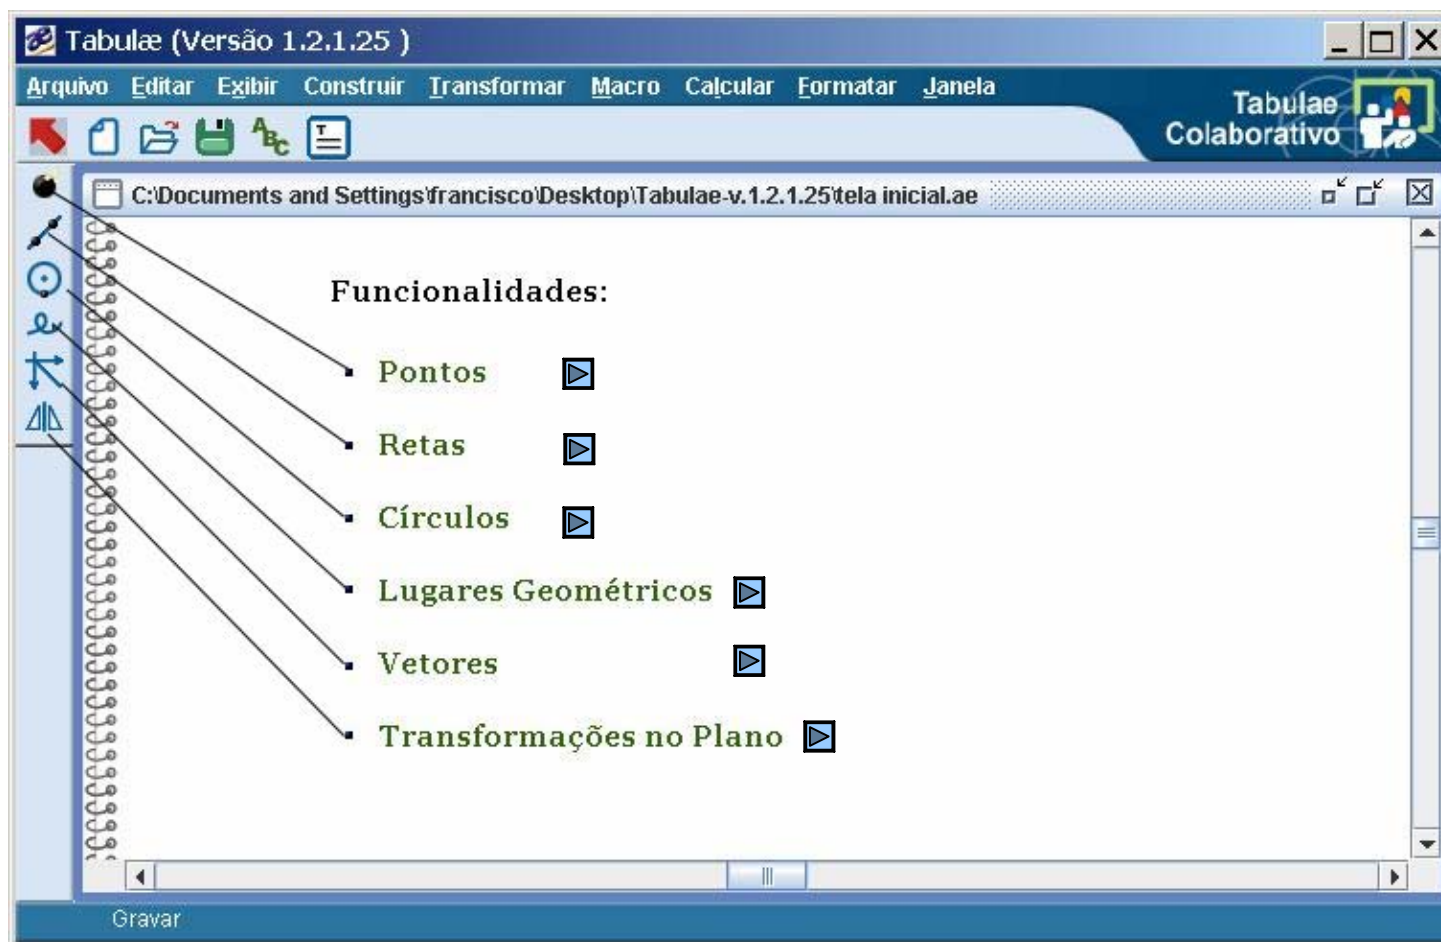 Tabulæ (Versão 1.2.1.25 )
Arquivo Editar Exibir Construir Transformar Macro Calcular Formatar Janela
Tabulae
Colaborativo
ABc
T
C:\Documents and Settings\francisco\Desktop\Tabulae-v.1.2.1.25\tela inicial.ae
Funcionalidades:
Pontos
Retas
Círculos
Lugares Geométricos
Vetores
Transformações no Plano
Gravar